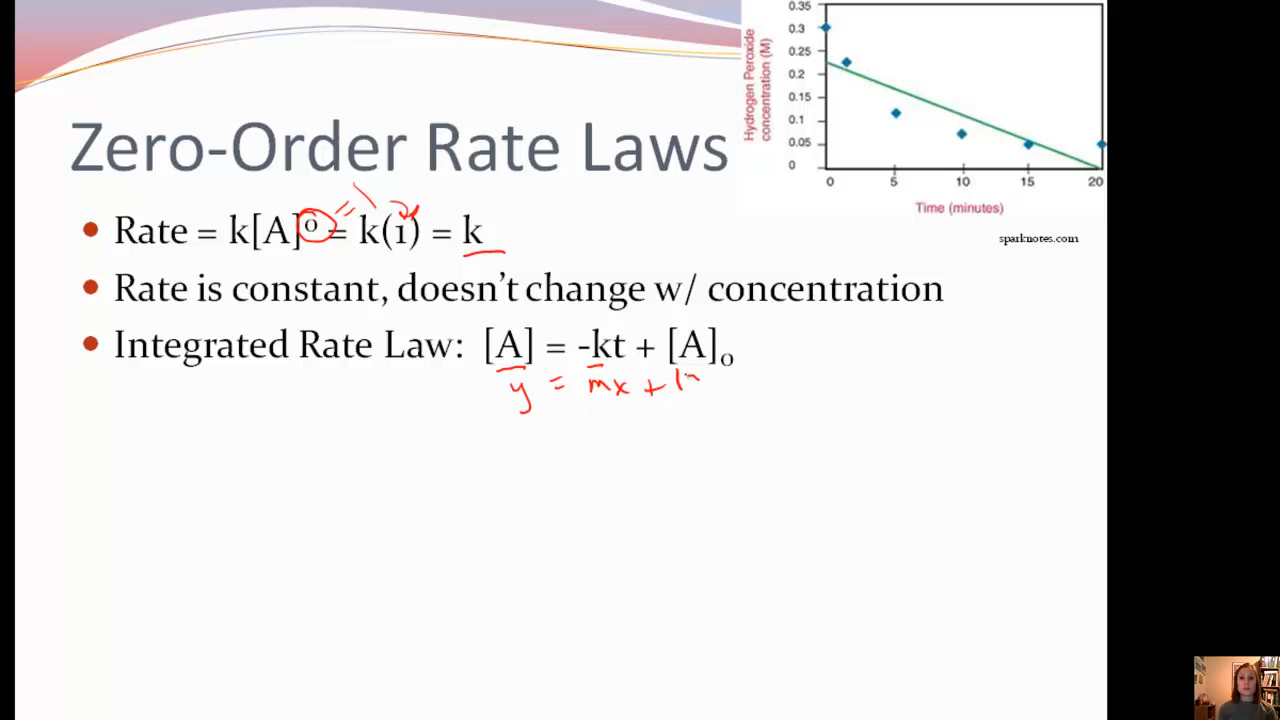 Zero-Order Rate Laws
Rate = k[A]⁰ = k(1) = k
= 1
Rate is constant, doesn't change w/ concentration
Integrated Rate Law: [A] = -kt + [A]₀
y = mx + b
Hydrogen Peroxide
concentration (M)
0.35
0.3
0.25
0.2
0.15
0.1
0.05
0
0 5 10 15 20
Time (minutes)
sparknotes.com